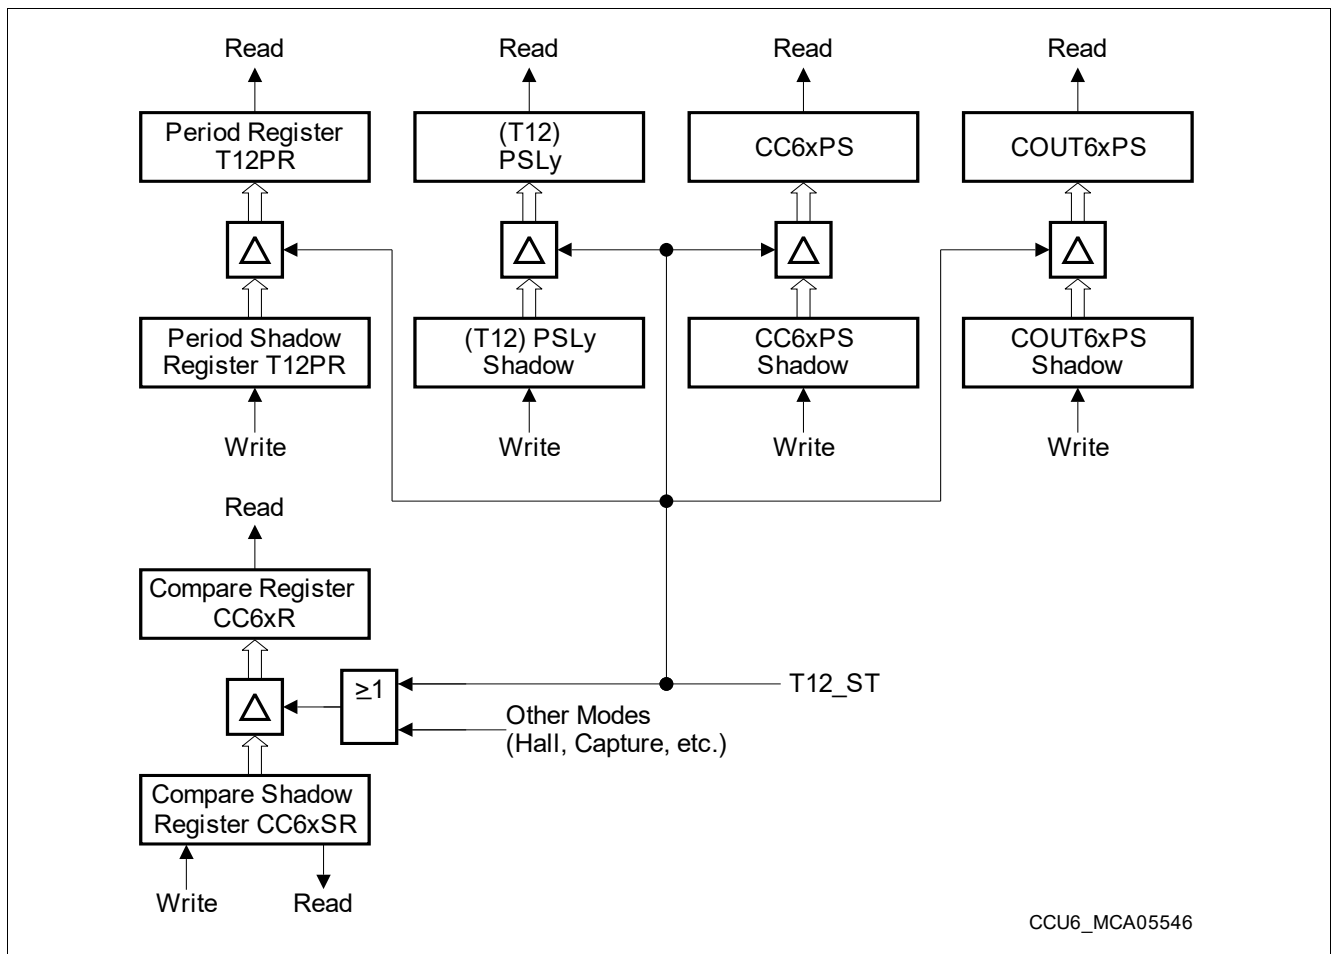 Read
Read
Read
Read
Period Register
T12PR
(T12)
PSLy
CC6xPS
COUT6xPS
Period Shadow
Register T12PR
(T12) PSLy
Shadow
CC6xPS
Shadow
COUT6xPS
Shadow
Write
Write
Write
Write
Read
Compare Register
CC6xR
≥1
T12_ST
Other Modes
(Hall, Capture, etc.)
Compare Shadow
Register CC6xSR
Write
Read
CCU6_MCA05546